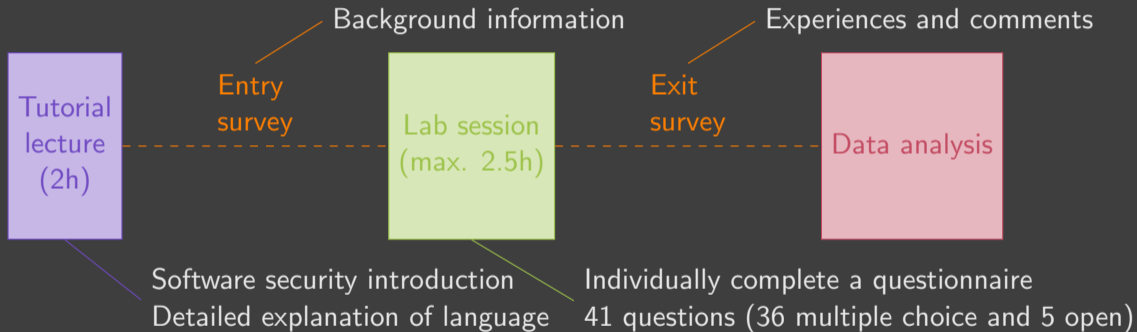 Background information
Experiences and comments
Tutorial
lecture
(2h)
Entry
survey
Lab session
(max. 2.5h)
Exit
survey
Data analysis
Software security introduction
Detailed explanation of language
Individually complete a questionnaire
41 questions (36 multiple choice and 5 open)